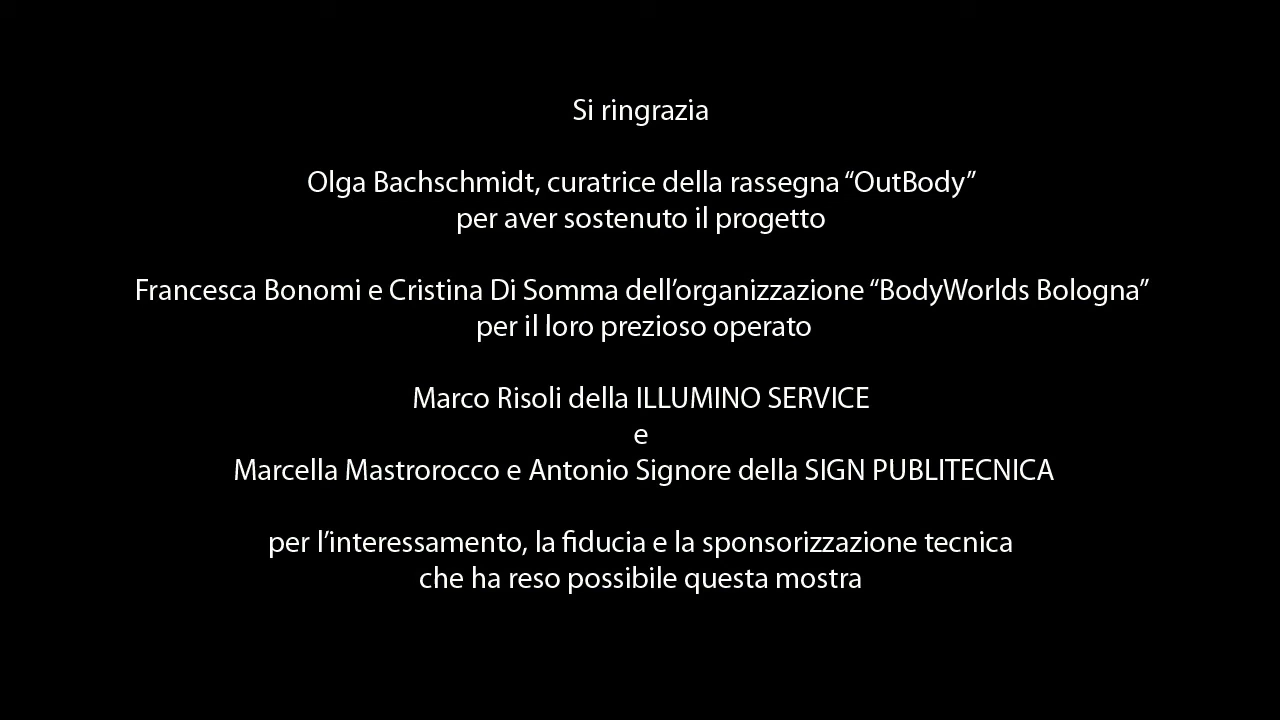 Si ringrazia
Olga Bachschmidt, curatrice della rassegna “OutBody”
per aver sostenuto il progetto
Francesca Bonomi e Cristina Di Somma dell’organizzazione “BodyWorlds Bologna”
per il loro prezioso operato
Marco Risoli della ILLUMINO SERVICE
e
Marcella Mastrorocco e Antonio Signore della SIGN PUBLITECNICA
per l’interessamento, la fiducia e la sponsorizzazione tecnica
che ha reso possibile questa mostra